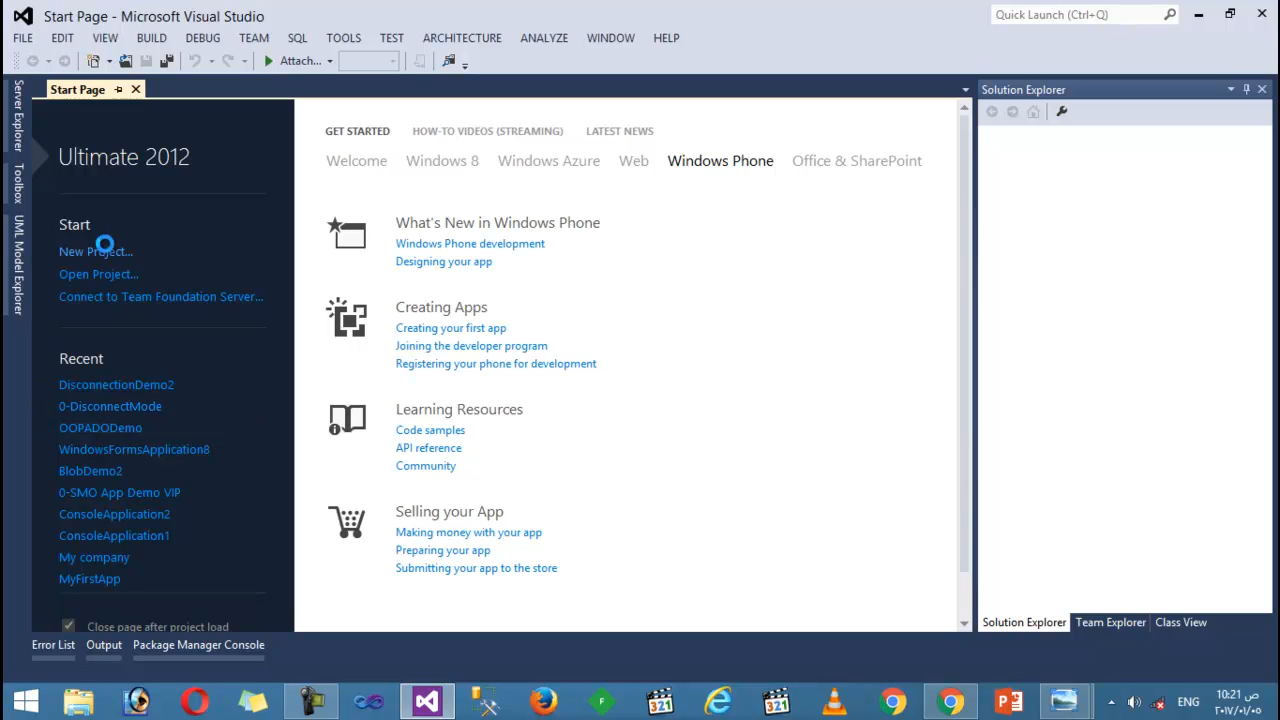 Start Page - Microsoft Visual Studio
Quick Launch (Ctrl+Q)
FILE EDIT VIEW BUILD DEBUG TEAM SQL TOOLS TEST ARCHITECTURE ANALYZE WINDOW HELP
Attach...
Server Explorer
Toolbox
UML Model Explorer
Start Page
Ultimate 2012
Start
New Project...
Open Project...
Connect to Team Foundation Server...
Recent
DisconnectionDemo2
0-DisconnectMode
OOPADODemo
WindowsFormsApplication8
BlobDemo2
0-SMO App Demo VIP
ConsoleApplication2
ConsoleApplication1
My company
MyFirstApp
Close page after project load
GET STARTED HOW-TO VIDEOS (STREAMING) LATEST NEWS
Welcome Windows 8 Windows Azure Web Windows Phone Office & SharePoint
What's New in Windows Phone
Windows Phone development
Designing your app
Creating Apps
Creating your first app
Joining the developer program
Registering your phone for development
Learning Resources
Code samples
API reference
Community
Selling your App
Making money with your app
Preparing your app
Submitting your app to the store
Solution Explorer
Solution Explorer Team Explorer Class View
Error List Output Package Manager Console
321
321
ENG
10:21 ص